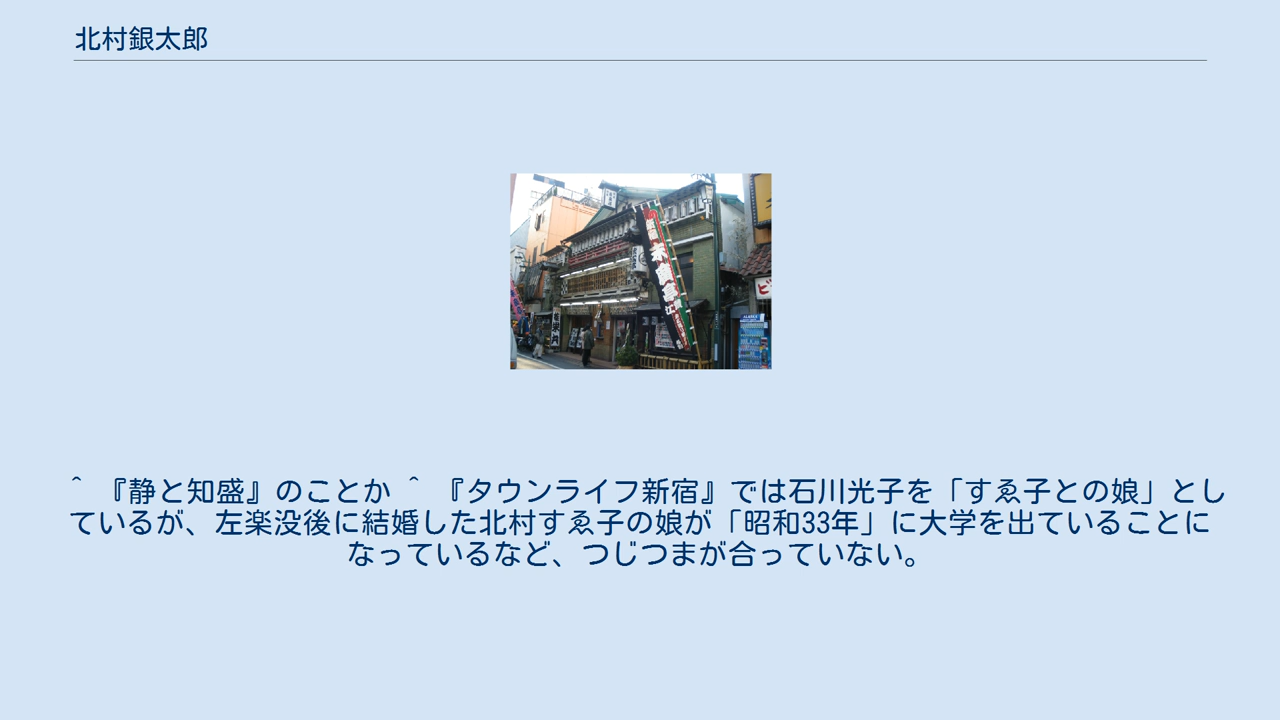 北村銀太郎
^ 『静と知盛』のことか ^ 『タウンライフ新宿』では石川光子を「すゑ子との娘」とし
ているが、左楽没後に結婚した北村すゑ子の娘が「昭和33年」に大学を出ていることに
なっているなど、つじつまが合っていない。